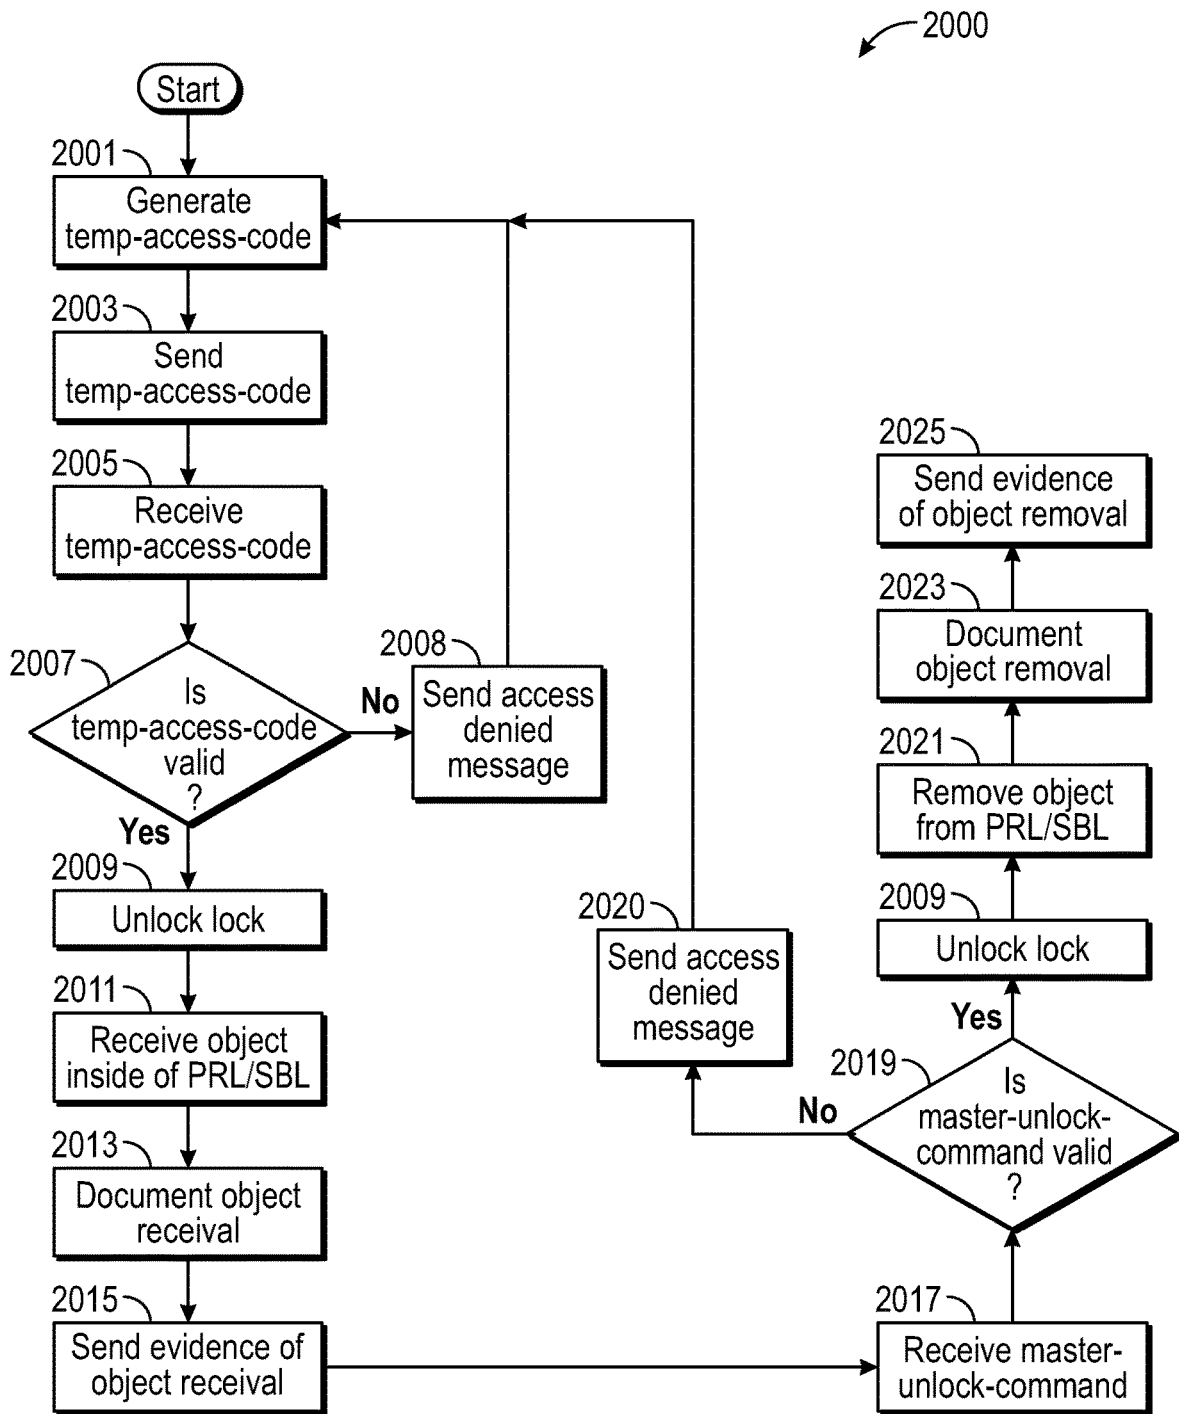 2000
Start
2001
Generate
temp-access-code
2003
Send
temp-access-code
2005
Receive
temp-access-code
2007
Is
temp-access-code
valid
?
No
2008
Send access
denied
message
Yes
2009
Unlock lock
2011
Receive object
inside of PRL/SBL
2013
Document object
receival
2015
Send evidence of
object receival
2017
Receive master-
unlock-command
2019
Is
master-unlock-
command valid
?
No
2020
Send access
denied
message
Yes
2009
Unlock lock
2021
Remove object
from PRL/SBL
2023
Document
object removal
2025
Send evidence
of object removal